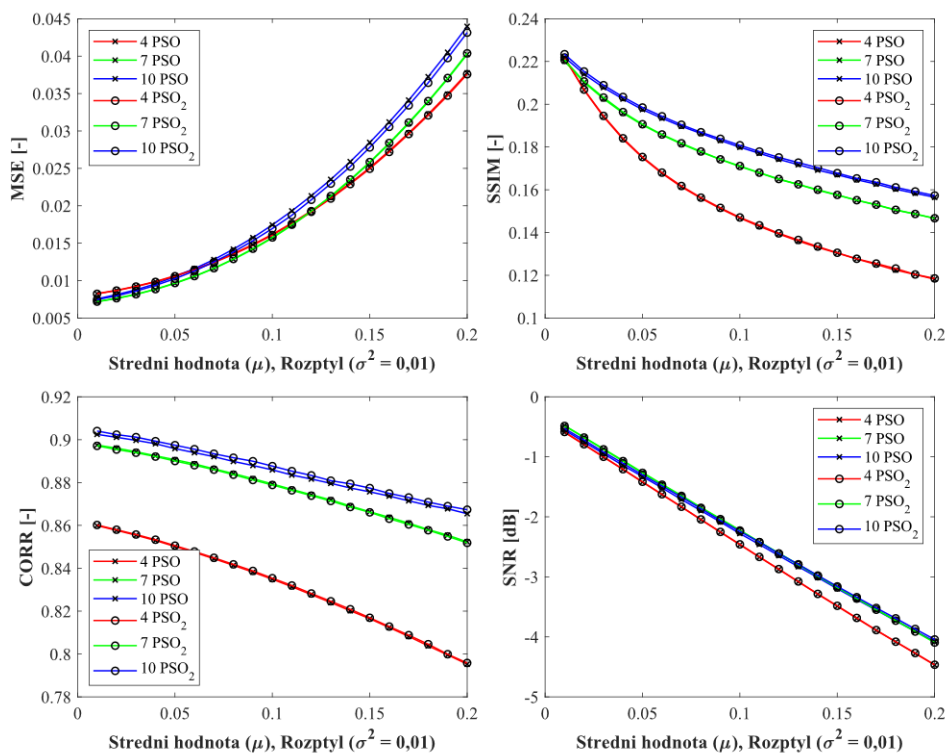 0.045
0.04
0.035
0.03
0.025
0.02
0.015
0.01
0.005
MSE [-]
4 PSO
7 PSO
10 PSO
4 PSO₂
7 PSO₂
10 PSO₂
0 0.05 0.1 0.15 0.2
Stredni hodnota (μ), Rozptyl (σ² = 0,01)
0.24
0.22
0.2
0.18
0.16
0.14
0.12
0.1
SSIM [-]
4 PSO
7 PSO
10 PSO
4 PSO₂
7 PSO₂
10 PSO₂
0 0.05 0.1 0.15 0.2
Stredni hodnota (μ), Rozptyl (σ² = 0,01)
0.92
0.9
0.88
0.86
0.84
0.82
0.8
0.78
CORR [-]
4 PSO
7 PSO
10 PSO
4 PSO₂
7 PSO₂
10 PSO₂
0 0.05 0.1 0.15 0.2
Stredni hodnota (μ), Rozptyl (σ² = 0,01)
0
-1
-2
-3
-4
-5
SNR [dB]
4 PSO
7 PSO
10 PSO
4 PSO₂
7 PSO₂
10 PSO₂
0 0.05 0.1 0.15 0.2
Stredni hodnota (μ), Rozptyl (σ² = 0,01)